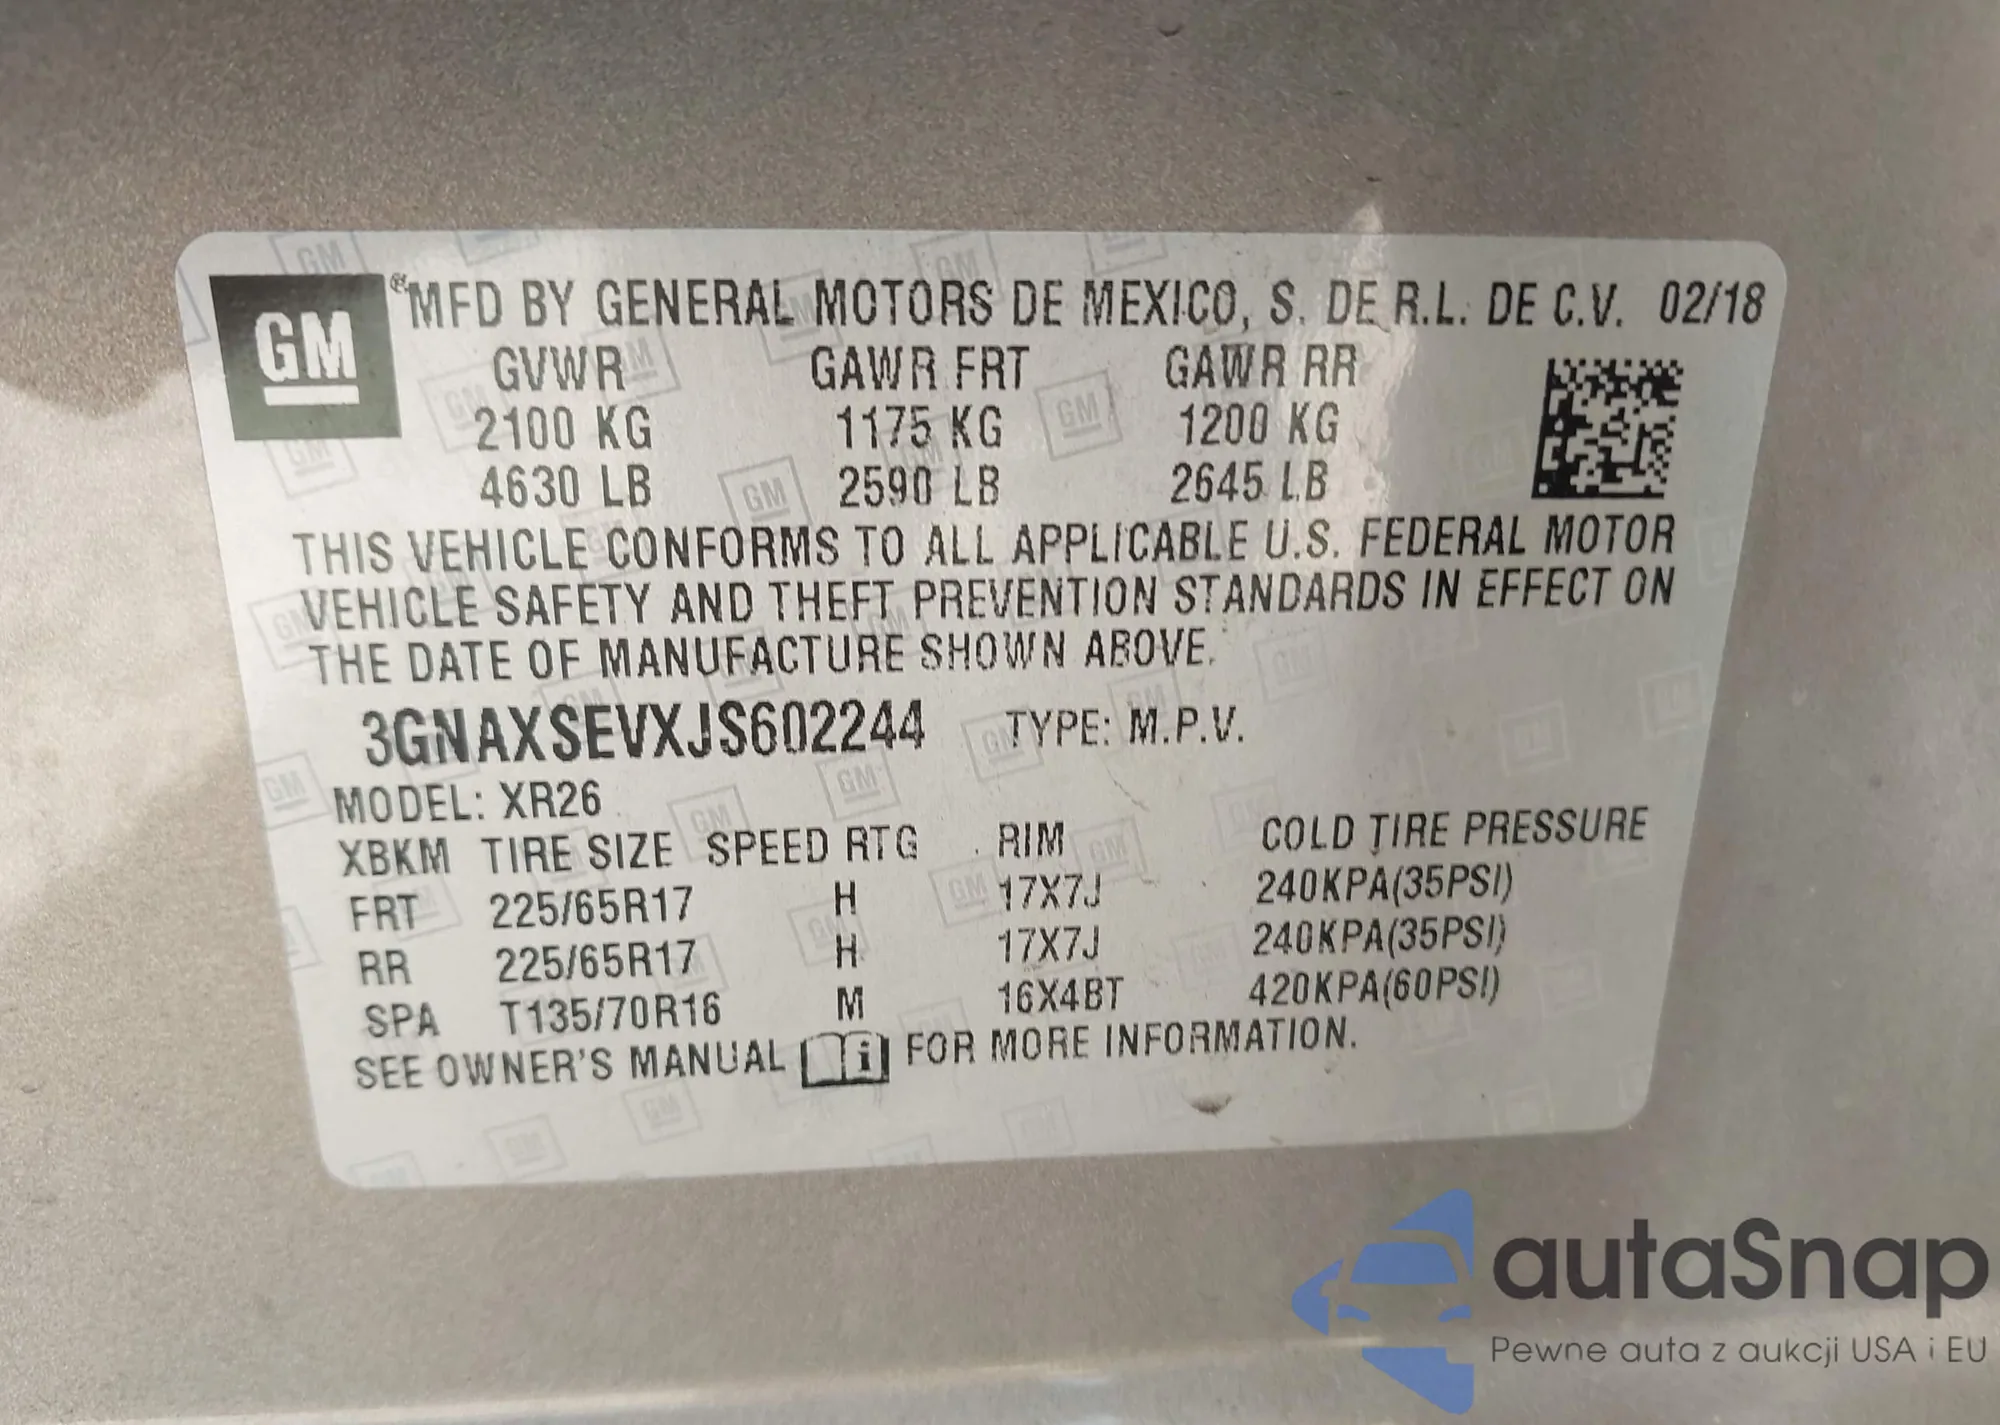 GM ® MFD BY GENERAL MOTORS DE MEXICO, S. DE R.L. DE C.V. 02/18
GVWR GAWR FRT GAWR RR
2100 KG 1175 KG 1200 KG
4630 LB 2590 LB 2645 LB
THIS VEHICLE CONFORMS TO ALL APPLICABLE U.S. FEDERAL MOTOR
VEHICLE SAFETY AND THEFT PREVENTION STANDARDS IN EFFECT ON
THE DATE OF MANUFACTURE SHOWN ABOVE.
3GNAXSEVXJS602244 TYPE: M.P.V.
MODEL: XR26
XBKM TIRE SIZE SPEED RTG RIM COLD TIRE PRESSURE
FRT 225/65R17 H 17X7J 240KPA(35PSI)
RR 225/65R17 H 17X7J 240KPA(35PSI)
SPA T135/70R16 M 16X4BT 420KPA(60PSI)
SEE OWNER'S MANUAL i FOR MORE INFORMATION.
autaSnap
Pewne auta z aukcji USA i EU